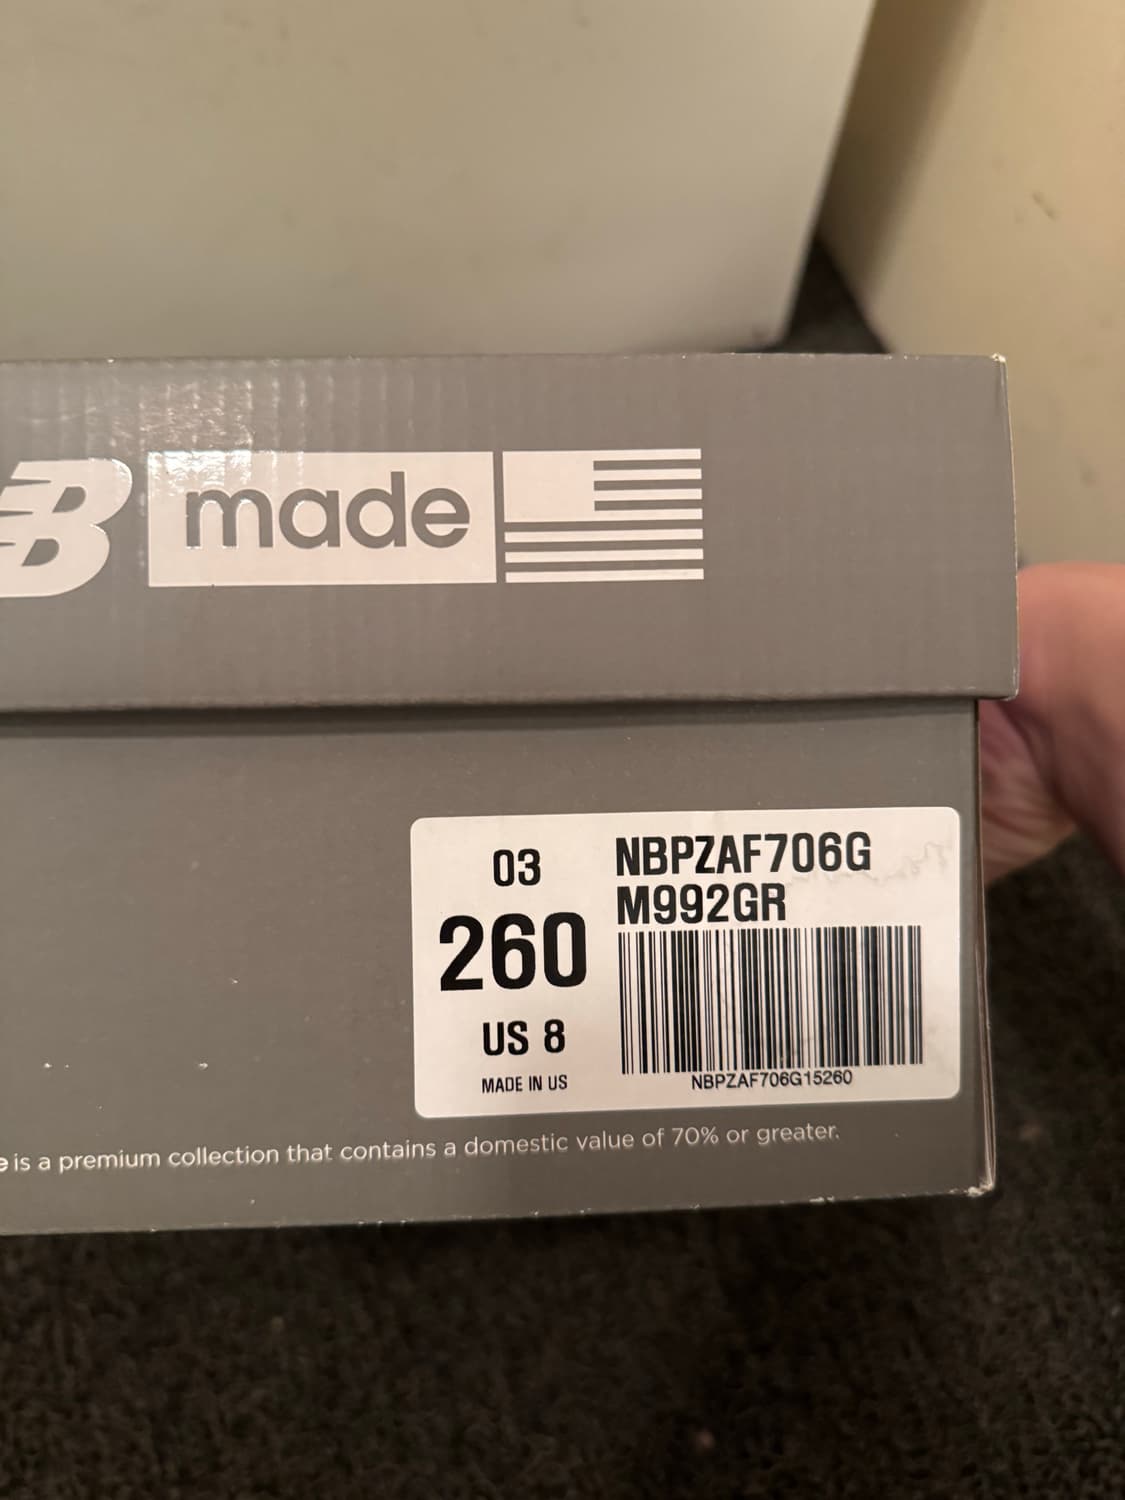 NB made
03
260
US 8
MADE IN US
NBPZAF706G
M992GR
NBPZAF706G15260
e is a premium collection that contains a domestic value of 70% or greater.